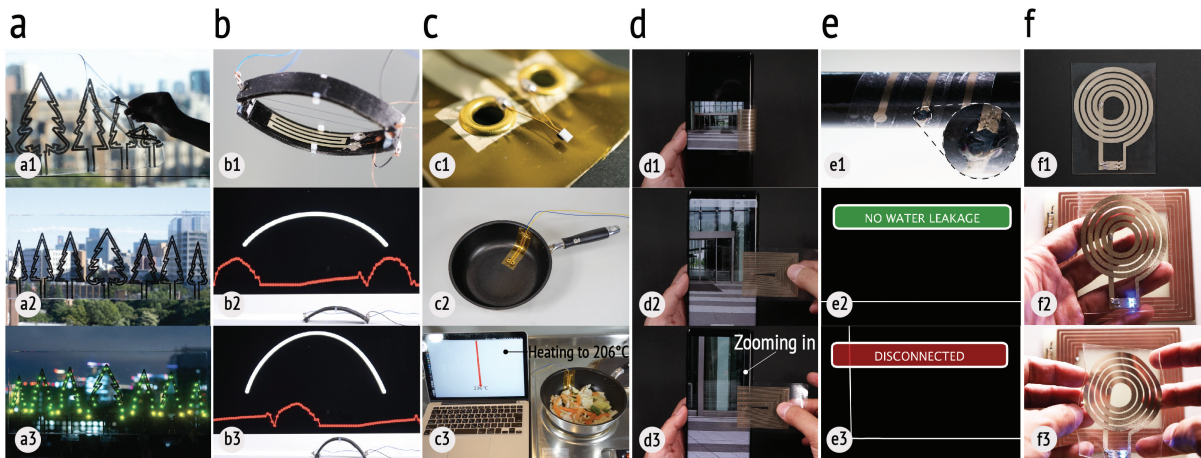 a b c d e f
a1 b1 c1 d1 e1 f1
NO WATER LEAKAGE
a2 b2 c2 d2 e2 f2
Heating to 206°C
Zooming in
DISCONNECTED
a3 b3 c3 d3 e3 f3